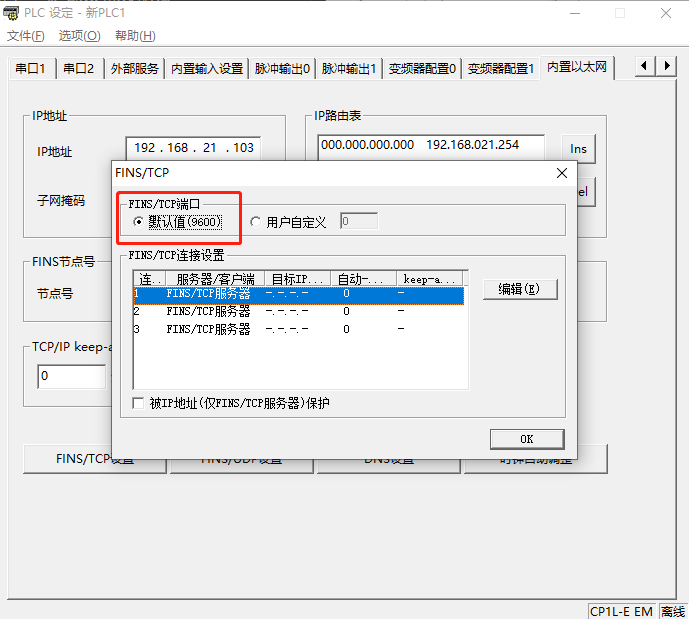 PLC 设定 - 新PLC1
文件(F) 选项(O) 帮助(H)
串口1 串口2 外部服务 内置输入设置 脉冲输出0 脉冲输出1 变频器配置0 变频器配置1 内置以太网
IP地址 IP路由表
IP地址 192 . 168 . 21 . 103 000.000.000.000 192.168.021.254 Ins
子网掩码 el
FINS节点号
节点号
TCP/IP keep-a
0
FINS/TCP
FINS/TCP端口
默认值(9600) 用户自定义 0
FINS/TCP连接设置
连.. 服务器/客户端 目标IP... 自动-... keep-a...
1 FINS/TCP服务器 -.-.-.- 0 -
2 FINS/TCP服务器 -.-.-.- 0 -
3 FINS/TCP服务器 -.-.-.- 0 -
编辑(E)
被IP地址(仅FINS/TCP服务器)保护
OK
FINS/TCP设置 FINS/UDP设置 DNS设置 时钟自动调整
CP1L-E EM 离线